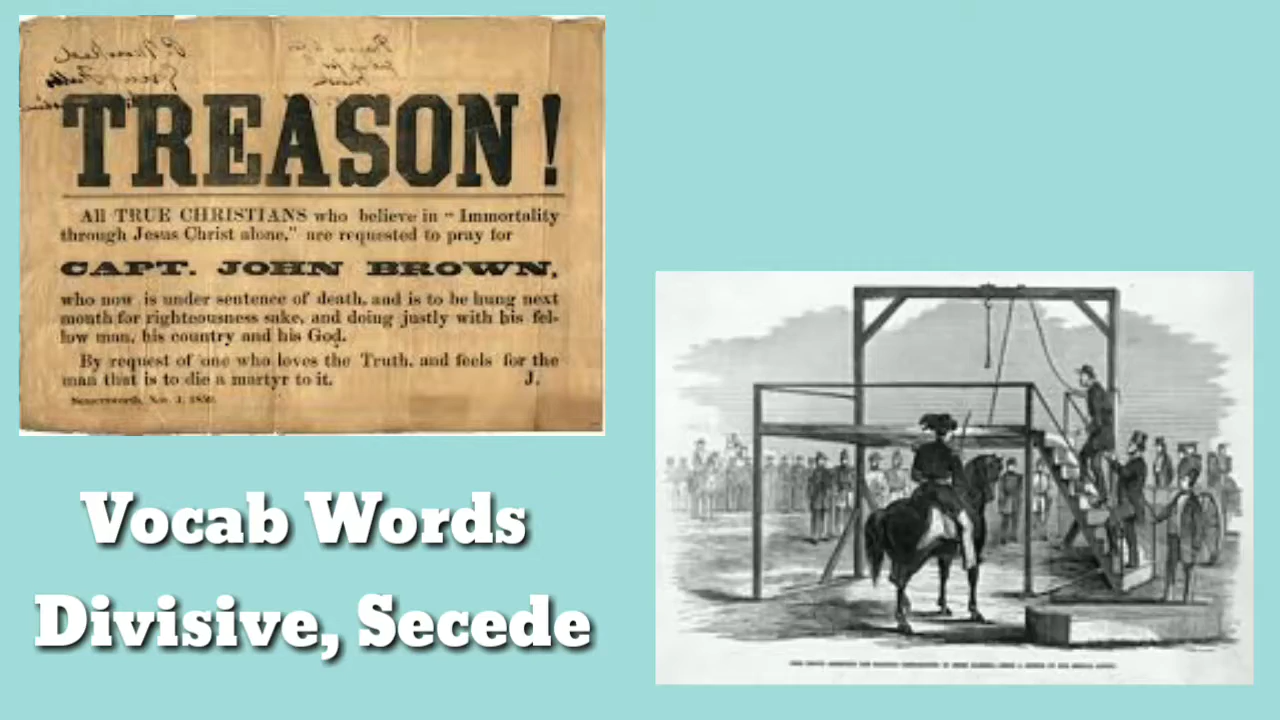 TREASON!
All TRUE CHRISTIANS who believe in "Immortality
through Jesus Christ alone," are requested to pray for
CAPT. JOHN BROWN,
who now is under sentence of death, and is to be hung next
month for righteousness sake, and doing justly with his fel-
low man, his country and his God.
By request of one who loves the Truth, and feels for the
man that is to die a martyr to it. J.
Vocab Words
Divisive, Secede